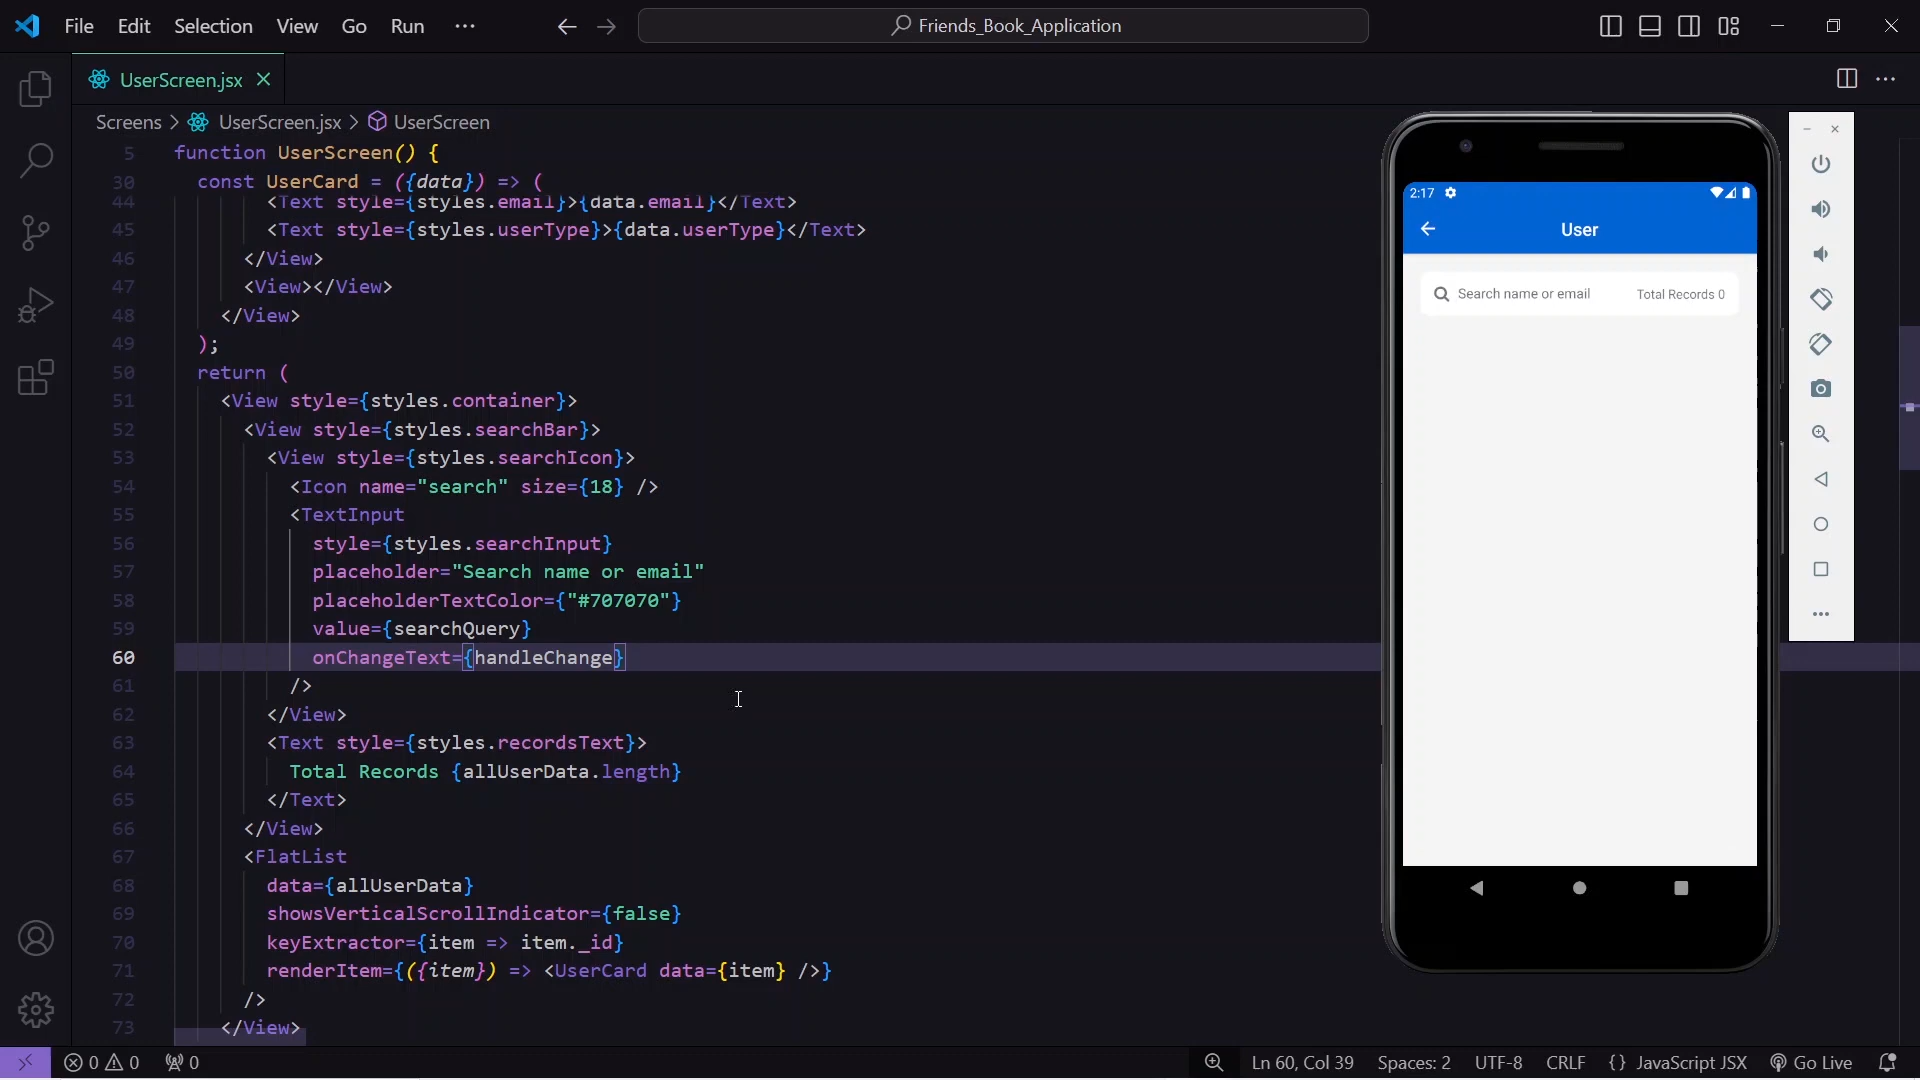 File Edit Selection View Go Run ···
Friends_Book_Application
UserScreen.jsx
Screens > UserScreen.jsx > UserScreen
5 function UserScreen() {
30 const UserCard = ({data}) => (
44 <Text style={styles.email}>{data.email}</Text>
45 <Text style={styles.userType}>{data.userType}</Text>
46 </View>
47 <View></View>
48 </View>
49 );
50 return (
51 <View style={styles.container}>
52 <View style={styles.searchBar}>
53 <View style={styles.searchIcon}>
54 <Icon name="search" size={18} />
55 <TextInput
56 style={styles.searchInput}
57 placeholder="Search name or email"
58 placeholderTextColor={"#707070"}
59 value={searchQuery}
60 onChangeText={handleChange}
61 />
62 </View>
63 <Text style={styles.recordsText}>
64 Total Records {allUserData.length}
65 </Text>
66 </View>
67 <FlatList
68 data={allUserData}
69 showsVerticalScrollIndicator={false}
70 keyExtractor={item => item._id}
71 renderItem={({item}) => <UserCard data={item} />}
72 />
73 </View>
2:17
User
Search name or email Total Records 0
0 0 0 Ln 60, Col 39 Spaces: 2 UTF-8 CRLF {} JavaScript JSX Go Live